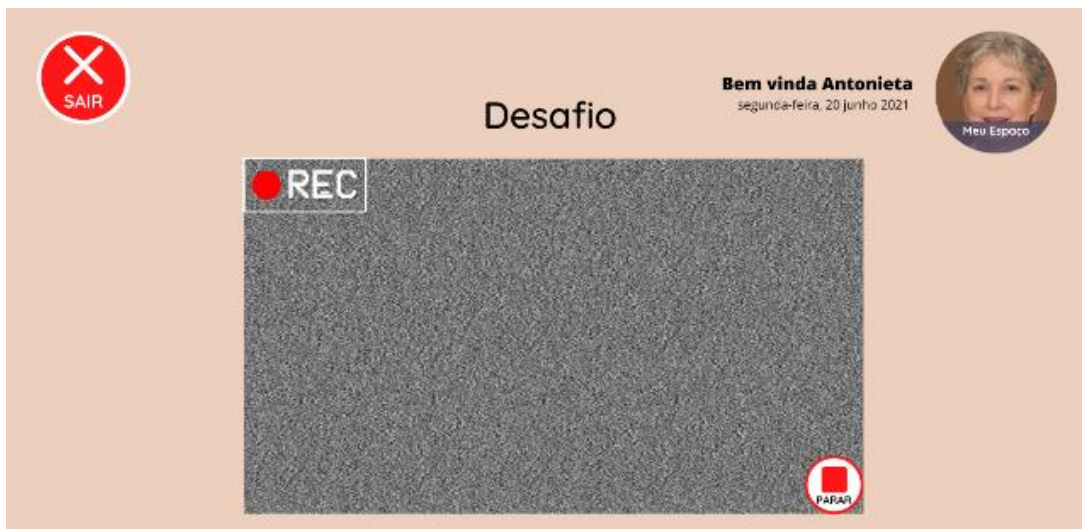 SAIR
Desafio
Bem vinda Antonieta
segunda-feira, 20 junho 2021
Meu Espaço
REC
PARAR